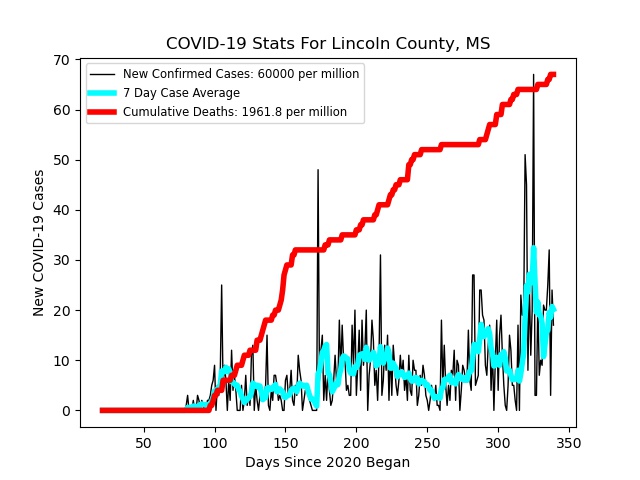 COVID-19 Stats For Lincoln County, MS
New Confirmed Cases: 60000 per million
7 Day Case Average
Cumulative Deaths: 1961.8 per million
70
60
50
40
30
20
10
0
New COVID-19 Cases
50
100
150
200
250
300
350
Days Since 2020 Began